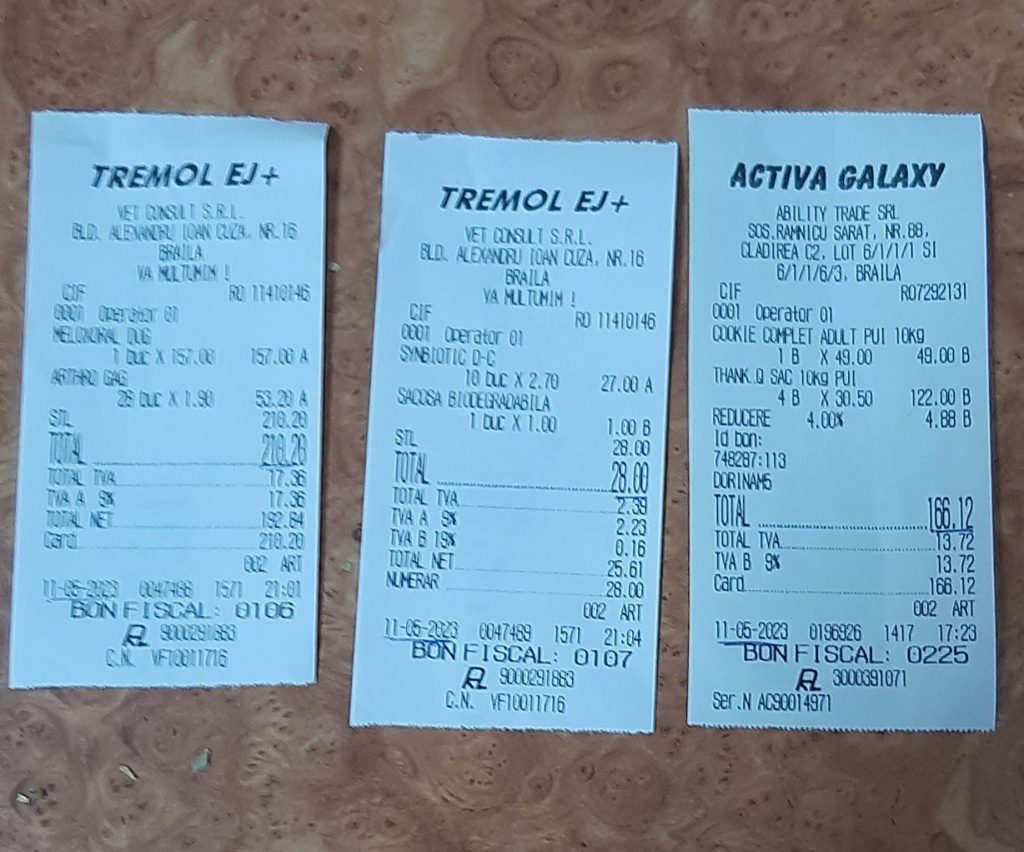 TREMOL EJ+
VET CONSULT S.R.L.
BLD. ALEXANDRU IOAN CUZA, NR.16
BRAILA
VA MULTUMIM !
CIF RO 11410146
0001 Operator 01
MELOXORAL DUG
1 buc X 157.00 157.00 A
ARTHRO GAG
28 buc X 1.90 53.20 A
STL 210.20
TOTAL 210.20
TOTAL TVA 17.36
TVA A 9% 17.36
TOTAL NET 192.84
Card 210.20
002 ART
11-05-2023 0047488 1571 21:01
BON FISCAL: 0106
9000291883
C.N. VF10011716
TREMOL EJ+
VET CONSULT S.R.L.
BLD. ALEXANDRU IOAN CUZA, NR.16
BRAILA
VA MULTUMIM !
CIF RO 11410146
0001 Operator 01
SYNBIOTIC D-C
10 buc X 2.70 27.00 A
SACOSA BIODEGRADABILA
1 buc X 1.00 1.00 B
STL 28.00
TOTAL 28.00
TOTAL TVA 2.39
TVA A 9% 2.23
TVA B 19% 0.16
TOTAL NET 25.61
NUMERAR 28.00
002 ART
11-05-2023 0047489 1571 21:04
BON FISCAL: 0107
9000291883
C.N. VF10011716
ACTIVA GALAXY
ABILITY TRADE SRL
SOS.RAMNICU SARAT, NR.88,
CLADIREA C2, LOT 6/1/1/1 SI
6/1/1/6/3, BRAILA
CIF RO7292131
0001 Operator 01
COOKIE COMPLET ADULT PUI 10KG
1 B X 49.00 49.00 B
THANK.Q SAC 10KG PUI
4 B X 30.50 122.00 B
REDUCERE 4.00% 4.88 B
Id bon:
748287:113
DORINAM5
TOTAL 166.12
TOTAL TVA 13.72
TVA B 9% 13.72
Card 166.12
002 ART
11-05-2023 0196926 1417 17:23
BON FISCAL: 0225
3000391071
Ser.N AC90014971